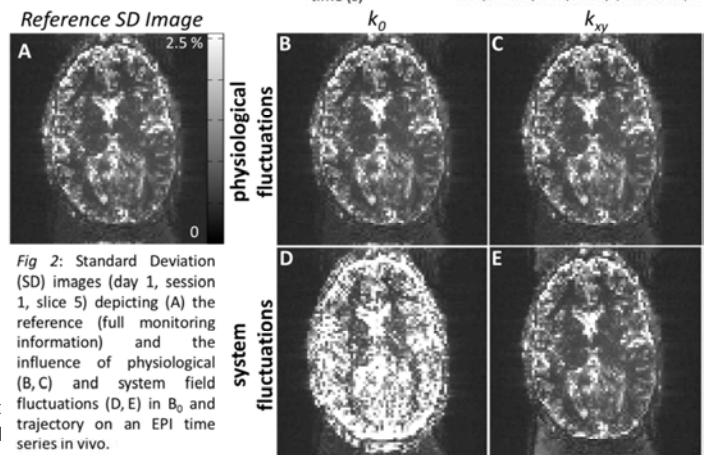 Reference SD Image
k0
kxy
A
2.5 %
0
B
C
physiological
fluctuations
D
E
system
fluctuations
Fig 2: Standard Deviation
(SD) images (day 1, session
1, slice 5) depicting (A) the
reference (full monitoring
information) and the
influence of physiological
(B, C) and system field
fluctuations (D, E) in B0 and
trajectory on an EPI time
series in vivo.